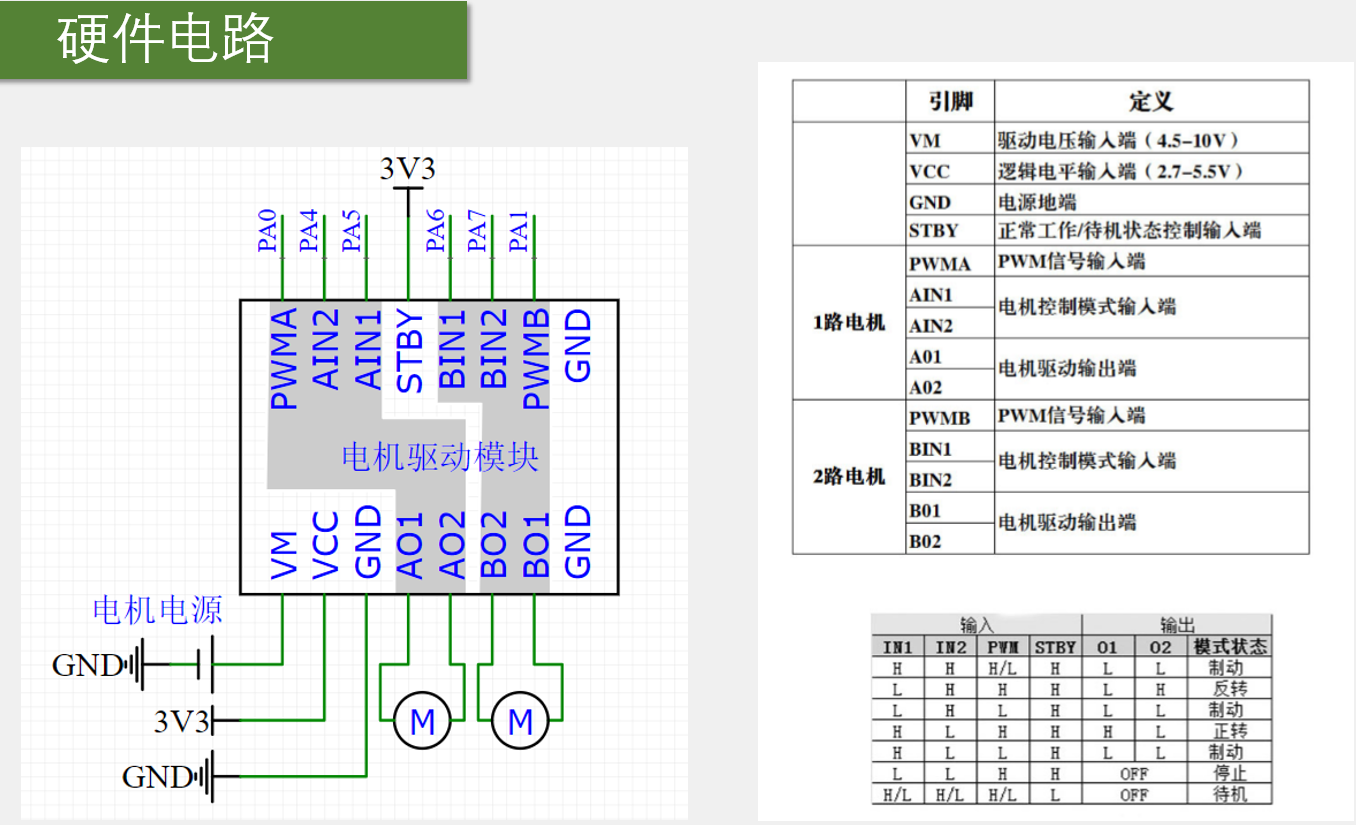 硬件电路
3V3
PA0
PA4
PA5
PA6
PA7
PA1
PWMA
AIN2
AIN1
STBY
BIN1
BIN2
PWMB
GND
电机驱动模块
VM
VCC
GND
AO1
AO2
BO2
BO1
GND
电机电源
GND
3V3
GND
M
M
引脚 定义
VM 驱动电压输入端（4.5-10V）
VCC 逻辑电平输入端（2.7-5.5V）
GND 电源地端
STBY 正常工作/待机状态控制输入端
1路电机
PWMA PWM信号输入端
AIN1
AIN2
电机控制模式输入端
A01
A02
电机驱动输出端
2路电机
PWMB PWM信号输入端
BIN1
BIN2
电机控制模式输入端
B01
B02
电机驱动输出端
输入 输出
IN1 IN2 PWM STBY O1 O2 模式状态
H H H/L H L L 制动
L H H H L H 反转
L H L H L L 制动
H L H H H L 正转
H L L H L L 制动
L L H H OFF 停止
H/L H/L H/L L OFF 待机